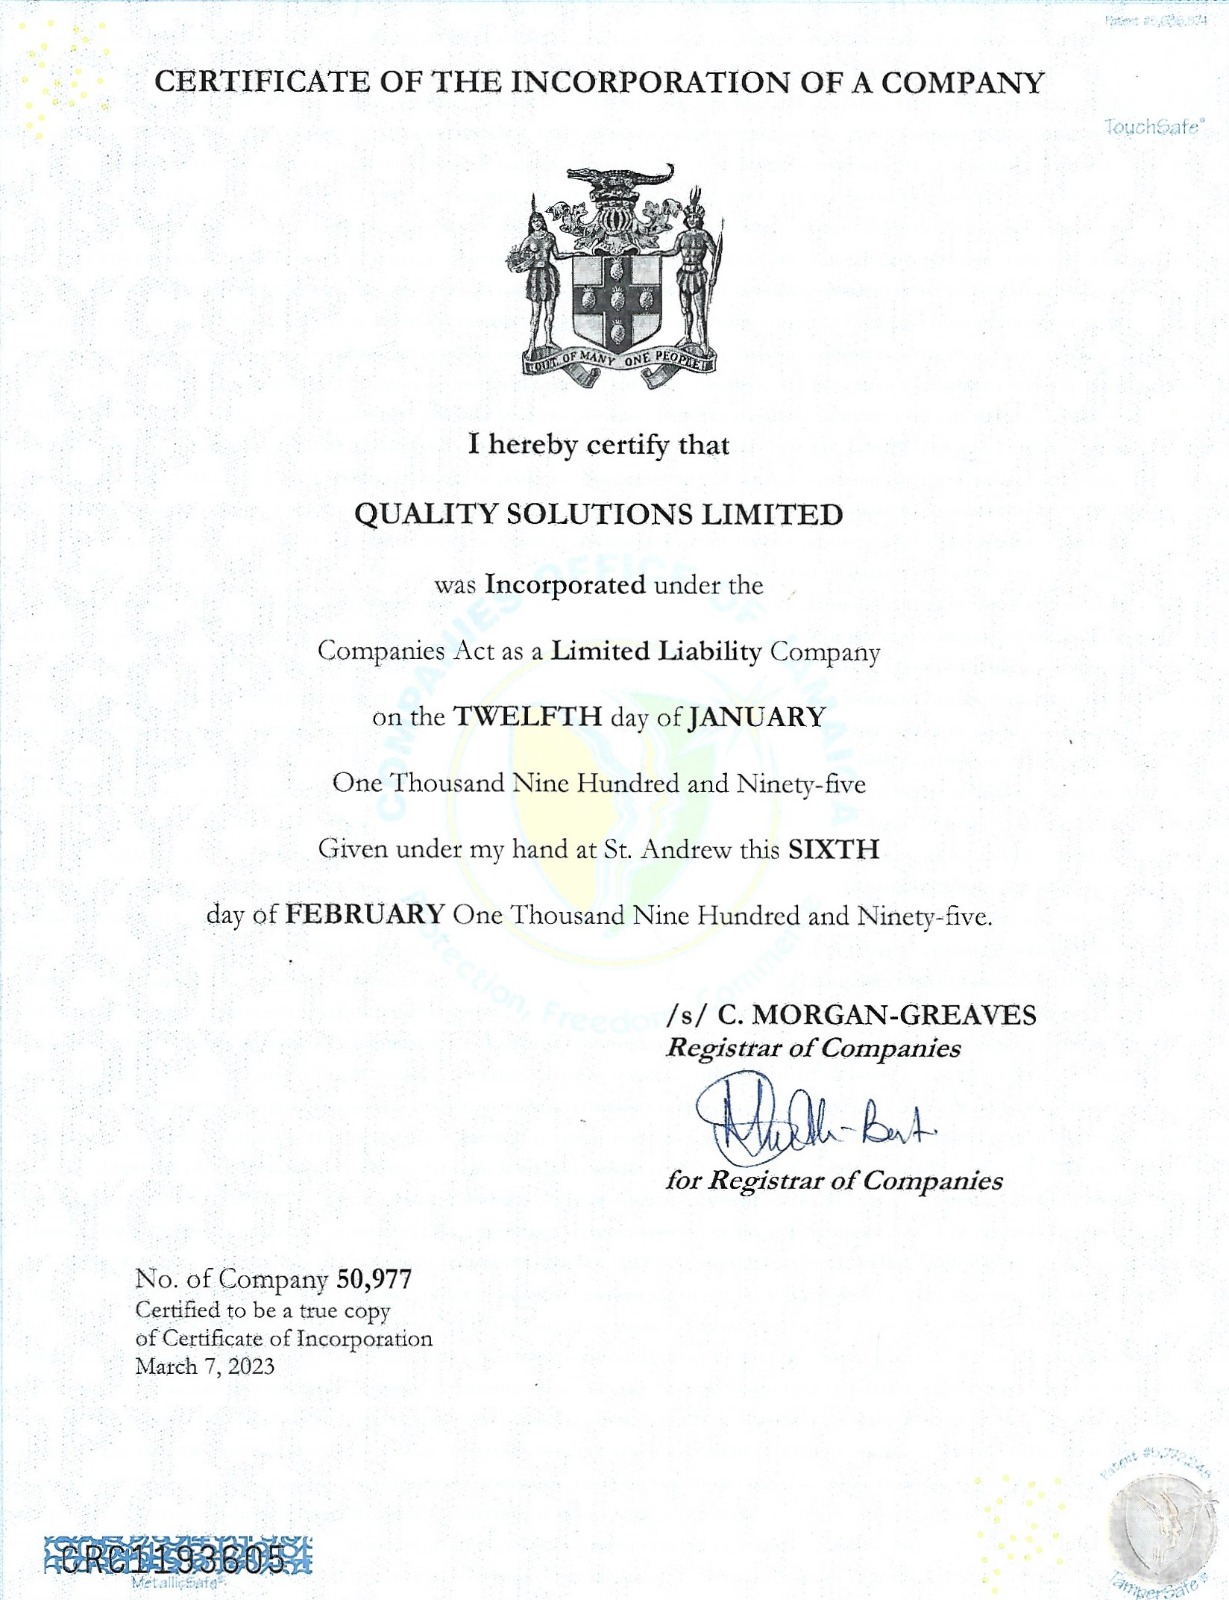 Patent #5,636,874
CERTIFICATE OF THE INCORPORATION OF A COMPANY
TouchSafe®
OUT OF MANY ONE PEOPLE
I hereby certify that
QUALITY SOLUTIONS LIMITED
was Incorporated under the
Companies Act as a Limited Liability Company
on the TWELFTH day of JANUARY
One Thousand Nine Hundred and Ninety-five
Given under my hand at St. Andrew this SIXTH
day of FEBRUARY One Thousand Nine Hundred and Ninety-five.
COMPANIES OFFICE OF JAMAICA
Protection, Freedom,
/s/ C. MORGAN-GREAVES
Registrar of Companies
for Registrar of Companies
No. of Company 50,977
Certified to be a true copy
of Certificate of Incorporation
March 7, 2023
Patent
CRC1193605
MetallicSafe®
TamperSafe®